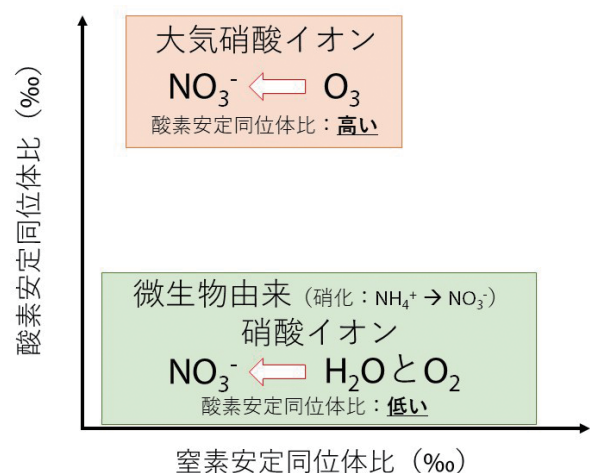 大気硝酸イオン
NO₃⁻ ⇐ O₃
酸素安定同位体比：高い
微生物由来（硝化：NH₄⁺ → NO₃⁻）
硝酸イオン
NO₃⁻ ⇐ H₂OとO₂
酸素安定同位体比：低い
酸素安定同位体比（‰）
窒素安定同位体比（‰）